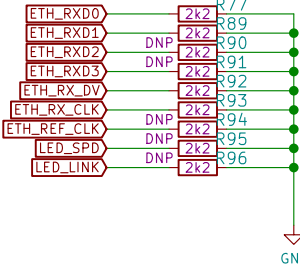 R77
ETH_RXD0 2k2
R89
ETH_RXD1 2k2
DNP R90
ETH_RXD2 2k2
DNP R91
ETH_RXD3 2k2
R92
ETH_RX_DV 2k2
R93
ETH_RX_CLK 2k2
DNP R94
ETH_REF_CLK 2k2
DNP R95
LED_SPD 2k2
DNP R96
LED_LINK 2k2
GN